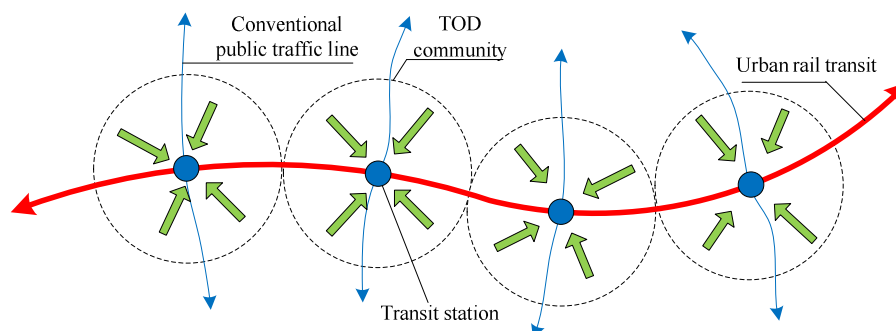 Conventional
public traffic line
TOD
community
Urban rail transit
Transit station